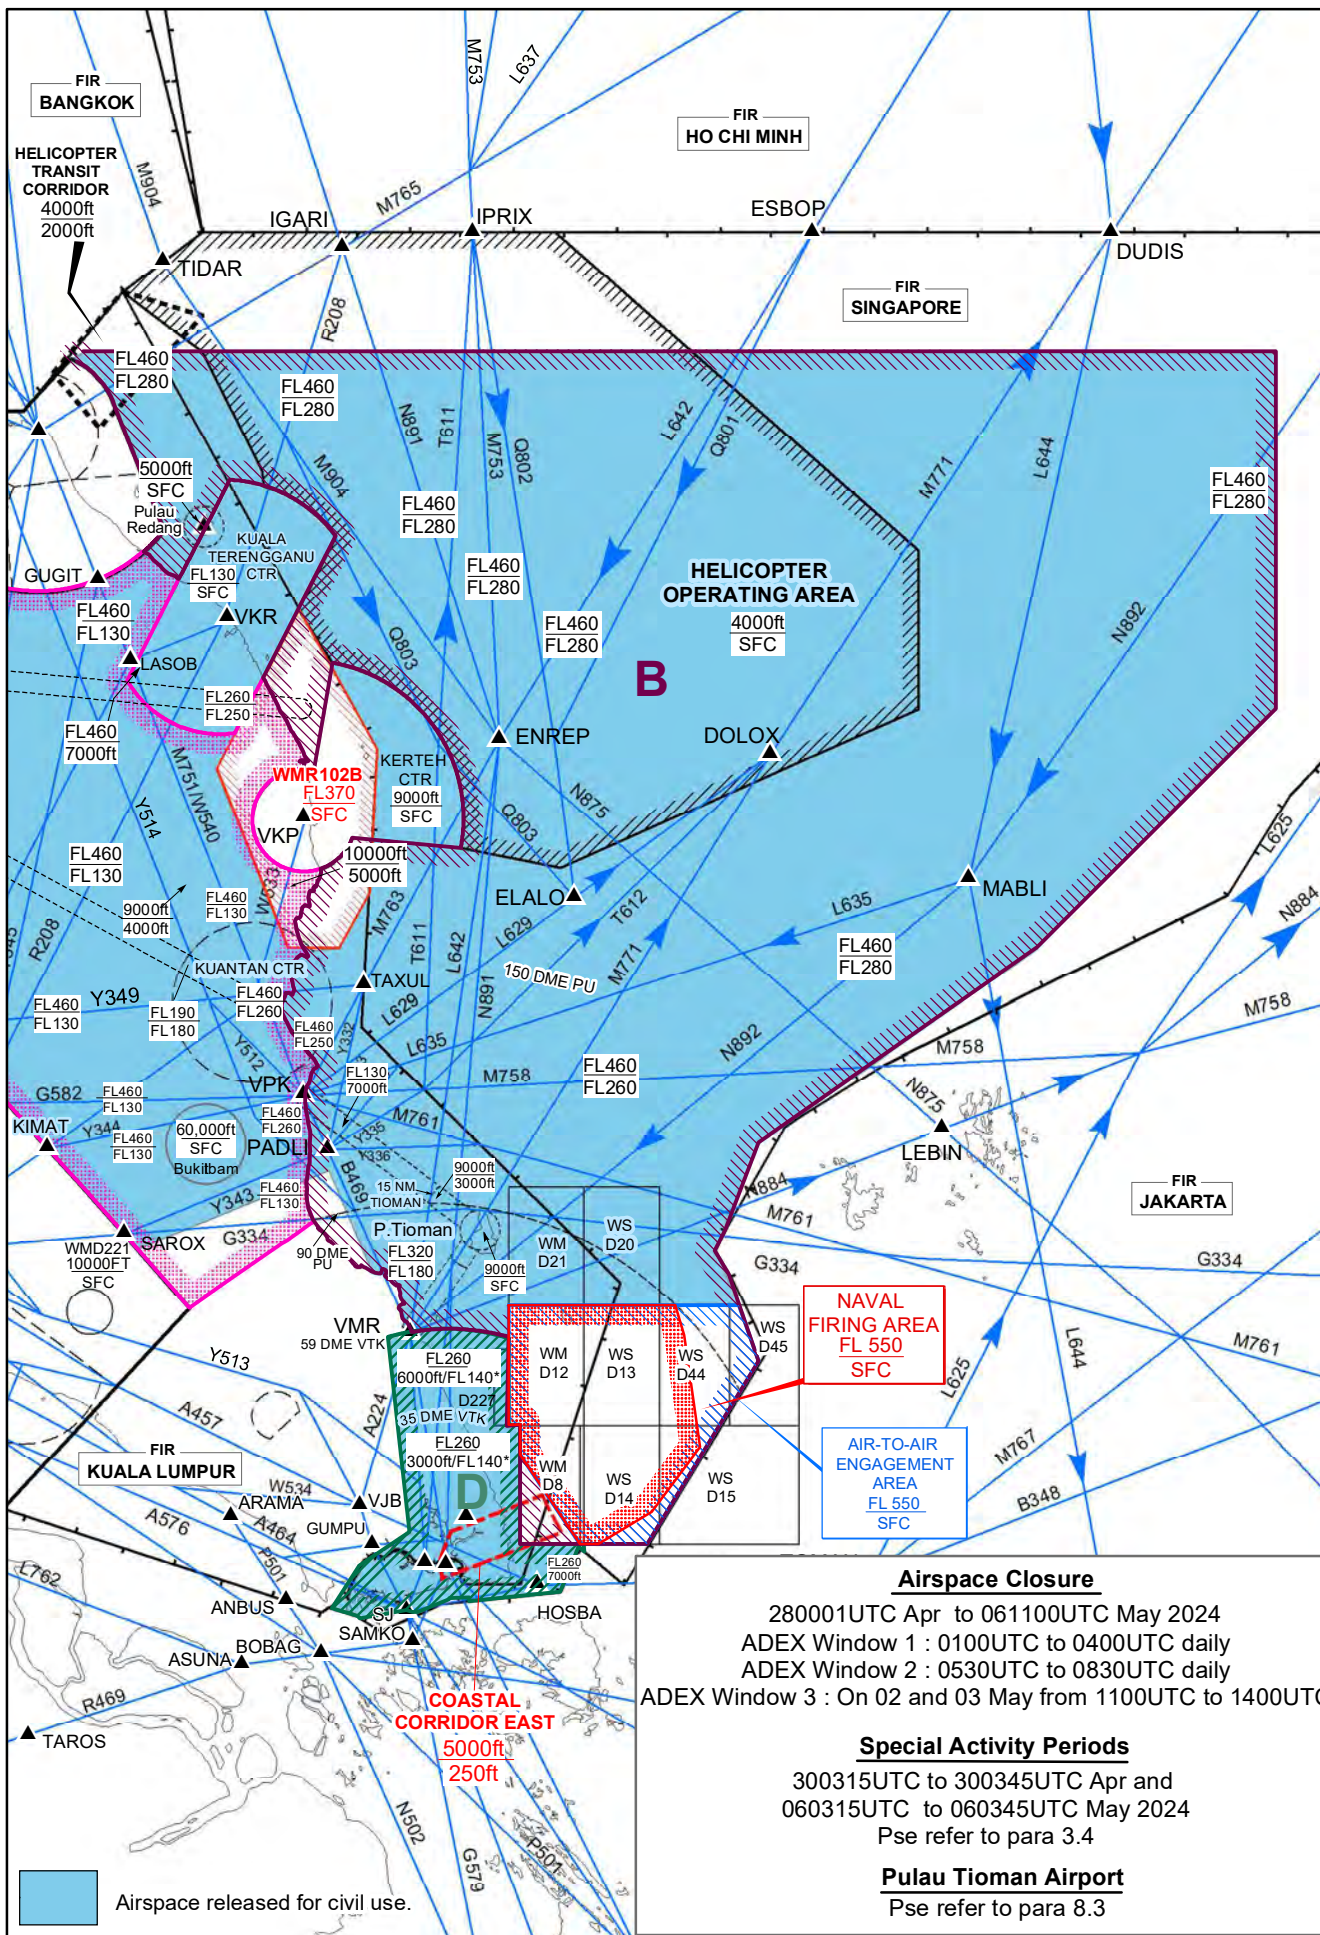 M753
L637
FIR
BANGKOK
FIR
HO CHI MINH
HELICOPTER
TRANSIT
CORRIDOR
4000ft
2000ft
M904
M765
IGARI
IPRIX
ESBOP
DUDIS
TIDAR
FIR
SINGAPORE
R208
FL460
FL280
FL460
FL280
N891
T611
M753
Q802
L642
Q801
M771
L644
M904
5000ft
SFC
Pulau
Redang
FL460
FL280
FL460
FL280
KUALA
TERENGGANU
CTR
FL130
SFC
GUGIT
FL460
FL280
HELICOPTER
OPERATING AREA
4000ft
SFC
FL460
FL130
VKR
FL460
FL280
N892
Q803
LASOB
B
FL260
FL250
FL460
7000ft
ENREP
DOLOX
M751/W540
KERTEH
CTR
9000ft
SFC
WMR102B
FL370
SFC
Y514
VKP
N875
Q803
L625
FL460
FL130
10000ft
5000ft
W533
MABLI
ELALO
9000ft
4000ft
FL460
FL130
M763
L629
T612
L635
N884
R208
T611
L642
M771
FL460
FL280
KUANTAN CTR
TAXUL
150 DME PU
Y349
FL460
FL130
FL190
FL180
FL460
FL260
L629
N891
M758
FL460
FL250
Y332
L635
N892
M758
Y512
FL130
7000ft
M758
FL460
FL260
G582
FL460
FL130
VPK
N875
KIMAT
Y344
60,000ft
SFC
Bukitbam
FL460
FL260
M761
PADLI
Y335
Y336
LEBIN
FL460
FL130
9000ft
3000ft
FIR
JAKARTA
FL460
FL130
B469
15 NM
TIOMAN
N884
Y343
M761
SAROX
G334
P.Tioman
WM
D21
WS
D20
WMD221
10000FT
SFC
90 DME
PU
FL320
FL180
9000ft
SFC
G334
G334
NAVAL
FIRING AREA
FL 550
SFC
VMR
59 DME VTK
WS
D45
L644
M761
Y513
FL260
6000ft/FL140*
WM
D12
WS
D13
WS
D44
L625
A457
A224
D227
35 DME VTK
FL260
3000ft/FL140*
AIR-TO-AIR
ENGAGEMENT
AREA
FL 550
SFC
M767
FIR
KUALA LUMPUR
WM
D8
WS
D14
WS
D15
W534
D
B348
ARAMA
VJB
A576
A464
GUMPU
L762
P501
FL260
7000ft
ANBUS
SJ
HOSBA
SAMKO
BOBAG
ASUNA
R469
COASTAL
CORRIDOR EAST
5000ft
250ft
TAROS
N502
G579
P501
Airspace Closure
280001UTC Apr to 061100UTC May 2024
ADEX Window 1 : 0100UTC to 0400UTC daily
ADEX Window 2 : 0530UTC to 0830UTC daily
ADEX Window 3 : On 02 and 03 May from 1100UTC to 1400UTC
Special Activity Periods
300315UTC to 300345UTC Apr and
060315UTC to 060345UTC May 2024
Pse refer to para 3.4
Pulau Tioman Airport
Pse refer to para 8.3
Airspace released for civil use.